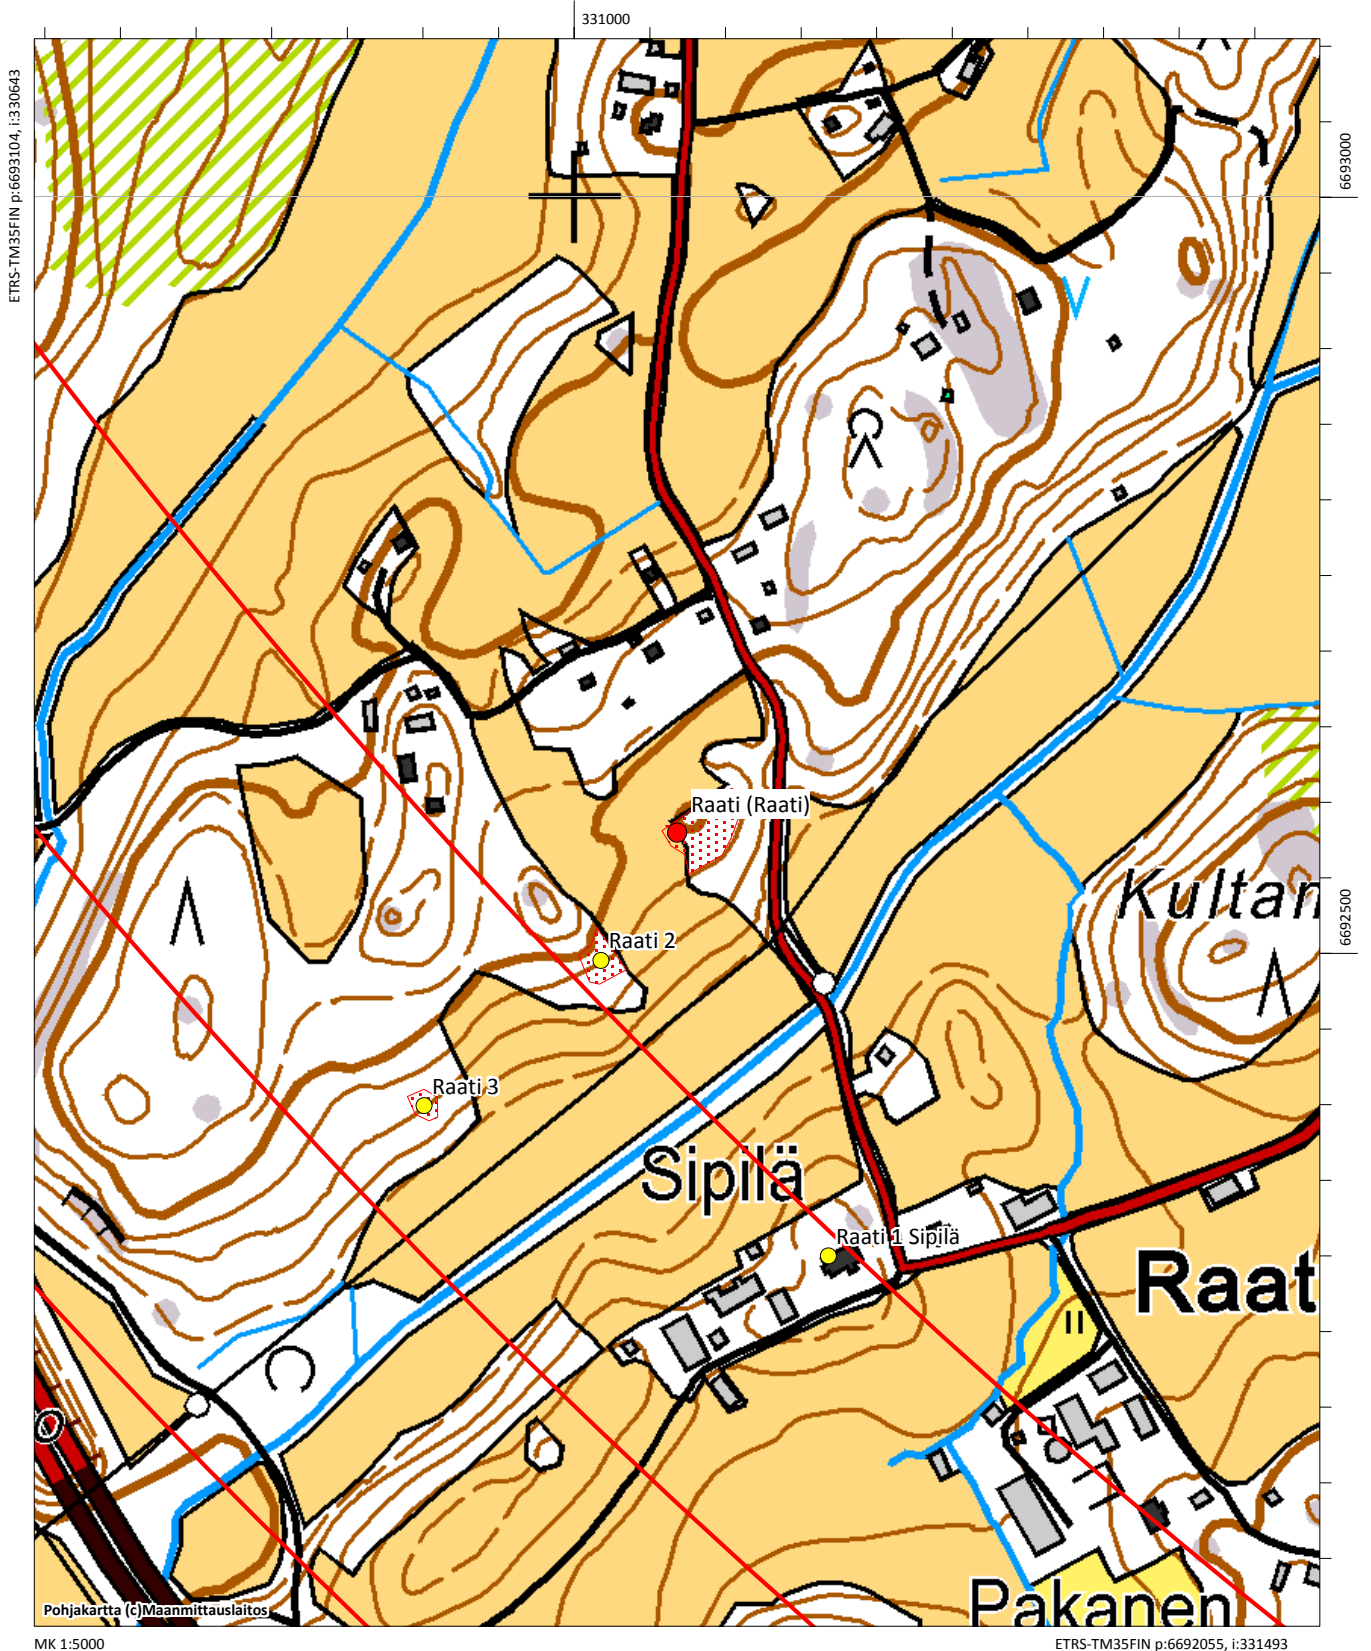 331000
ETRS-TM35FIN p:6693104, i:330643
6693000
Raati (Raati)
Kultan
6692500
Raati 2
Raati 3
Sipilä
Raati 1 Sipilä
Raat
Pakanen
Pohjakartta (c)Maanmittauslaitos
MK 1:5000
ETRS-TM35FIN p:6692055, i:331493